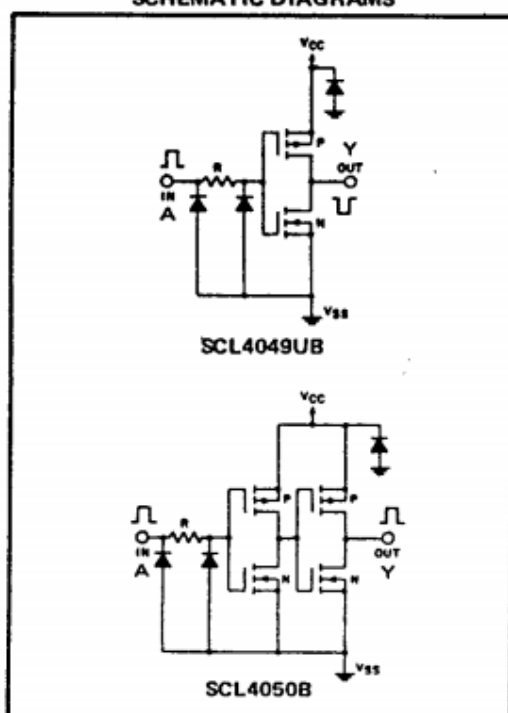 SCHEMATIC DIAGRAMS
VCC
P
Y
R
OUT
IN
A
N
VSS
SCL4049UB
VCC
P
P
R
IN
OUT
A
N
N
Y
VSS
SCL4050B